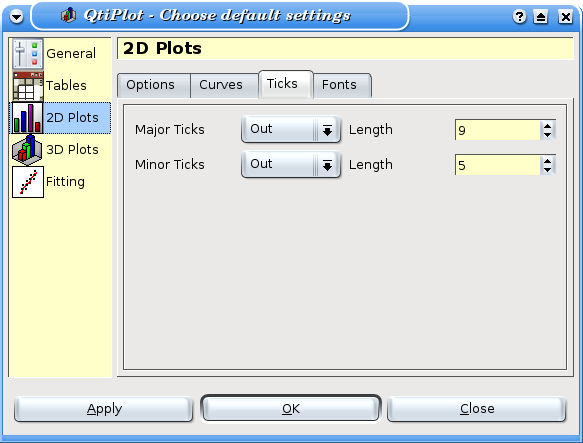 QtiPlot - Choose default settings
General
Tables
2D Plots
3D Plots
Fitting
2D Plots
Options Curves Ticks Fonts
Major Ticks Out Length 9
Minor Ticks Out Length 5
Apply OK Close